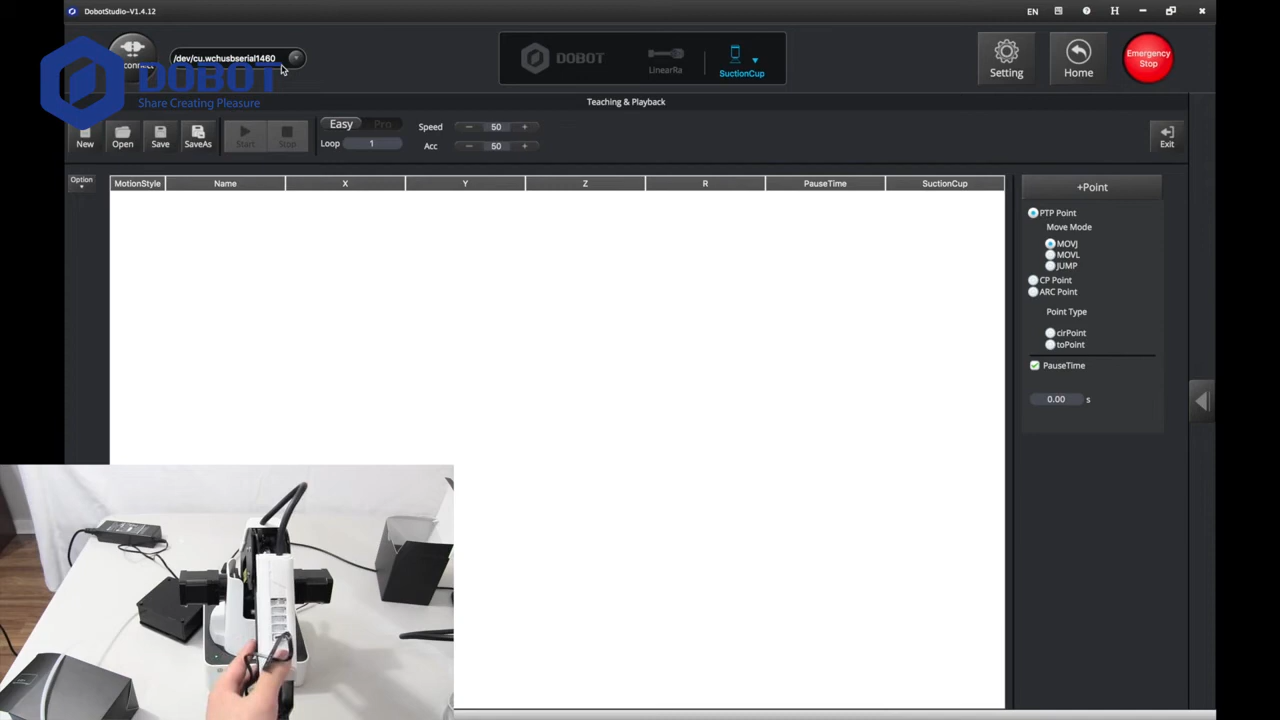 DobotStudio-V1.4.12
EN
H
/dev/cu.wchusbserial1460
DOBOT
LinearRa
SuctionCup
Setting
Home
Emergency
Stop
DOBOT
Share Creating Pleasure
Teaching & Playback
New
Open
Save
SaveAs
Start
Stop
Easy
Pro
Loop
1
Speed
50
Acc
50
Exit
Option
MotionStyle
Name
X
Y
Z
R
PauseTime
SuctionCup
+Point
PTP Point
Move Mode
MOVJ
MOVL
JUMP
CP Point
ARC Point
Point Type
cirPoint
toPoint
PauseTime
0.00 s